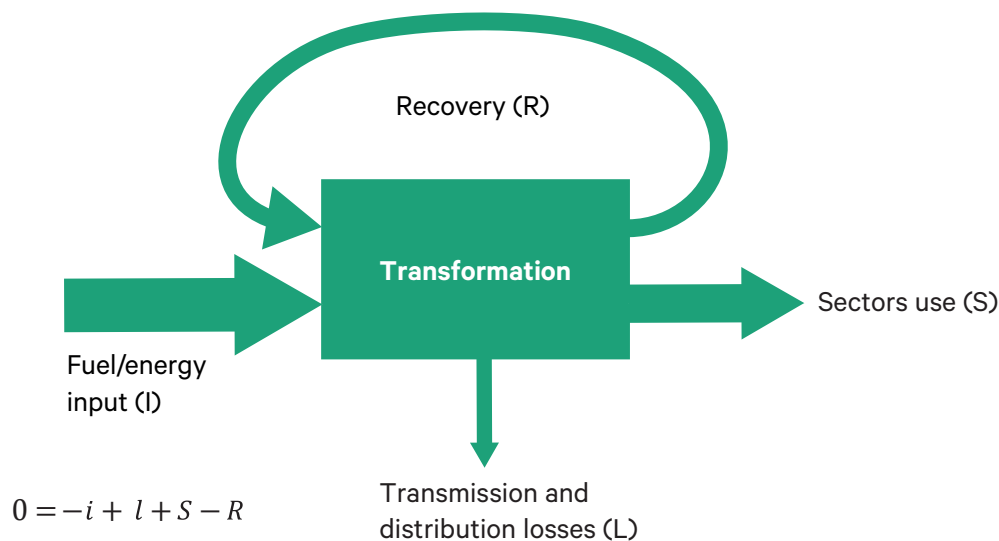 Recovery (R)
Transformation
Sectors use (S)
Fuel/energy
input (I)
Transmission and
distribution losses (L)
0 = −i + l + S − R